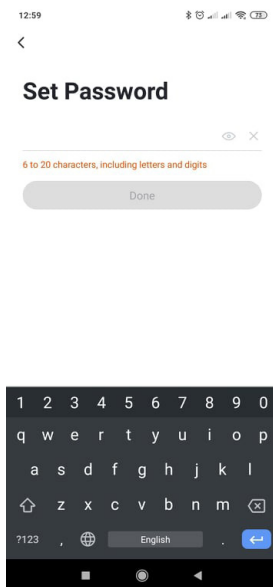 12:59
73
Set Password
6 to 20 characters, including letters and digits
Done
1 2 3 4 5 6 7 8 9 0
q w e r t y u i o p
a s d f g h j k l
z x c v b n m
?123 , English .